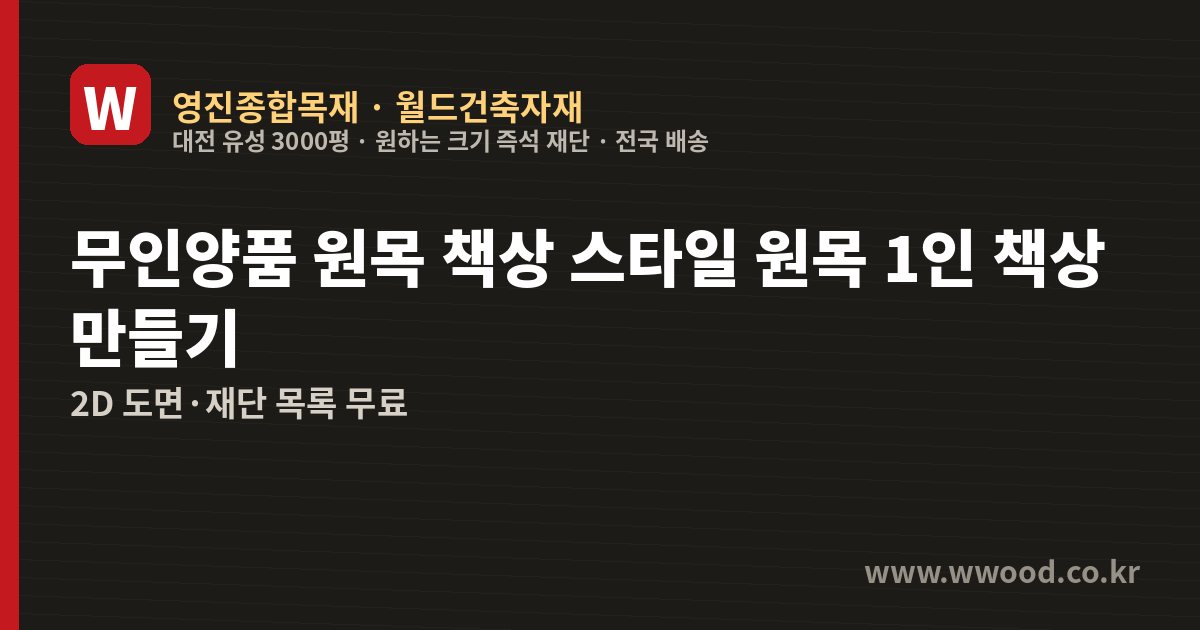 W
영진종합목재 · 월드건축자재
대전 유성 3000평 · 원하는 크기 즉석 재단 · 전국 배송
무인양품 원목 책상 스타일 원목 1인 책상
만들기
2D 도면·재단 목록 무료
www.wwood.co.kr